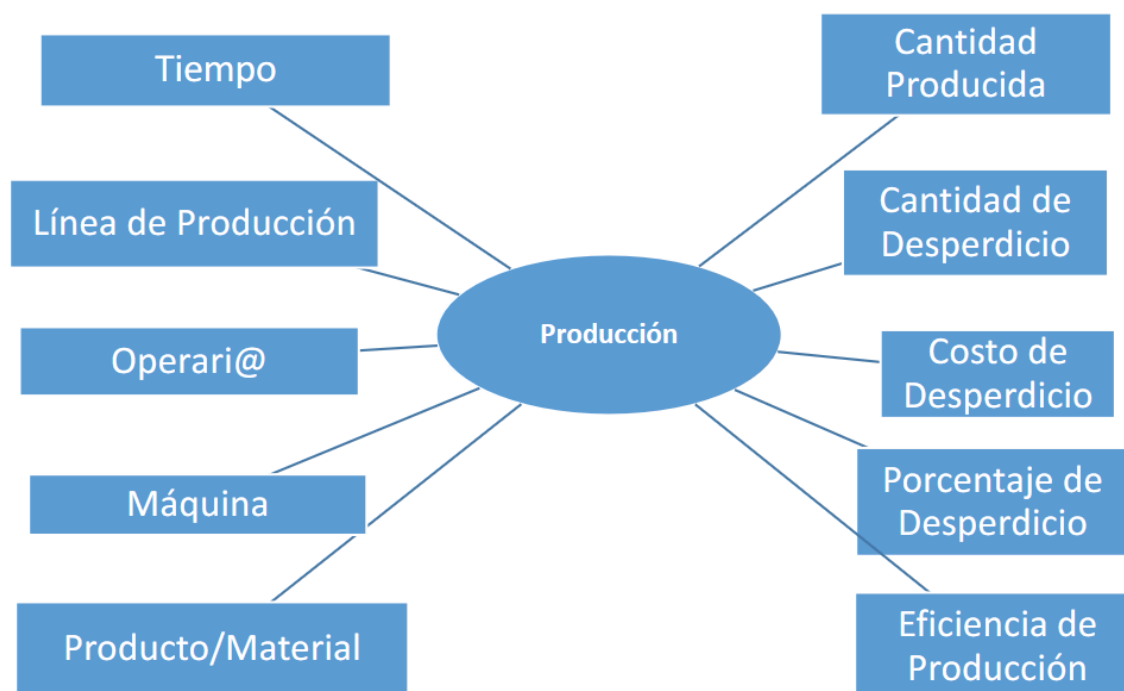 Tiempo
Línea de Producción
Operari@
Máquina
Producto/Material
Producción
Cantidad
Producida
Cantidad de
Desperdicio
Costo de
Desperdicio
Porcentaje de
Desperdicio
Eficiencia de
Producción